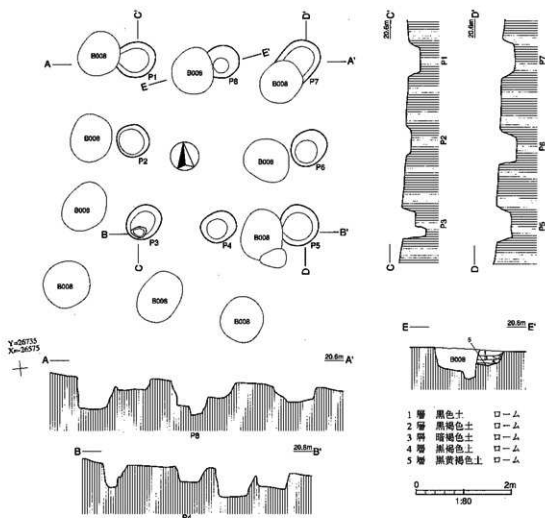 C'
D'
A
B008
P1
B008
E'
P8
E
B008
P7
A'
B008
P2
B008
P6
B008
B
P3
C
P4
B008
P5
D
B'
B008
B008
B008
Y=26735
X=-26575
20.6m
C'
P1
P2
P3
C
20.6m
D'
P7
P6
P5
D
A
20.6m
A'
P8
B
20.6m
B'
P4
E
20.6m
E'
5
B008
1 層 黒色土 ローム
2 層 黒褐色土 ローム
3 層 暗褐色土 ローム
4 層 黒褐色土 ローム
5 層 黒黄褐色土 ローム
0 2m
1:80